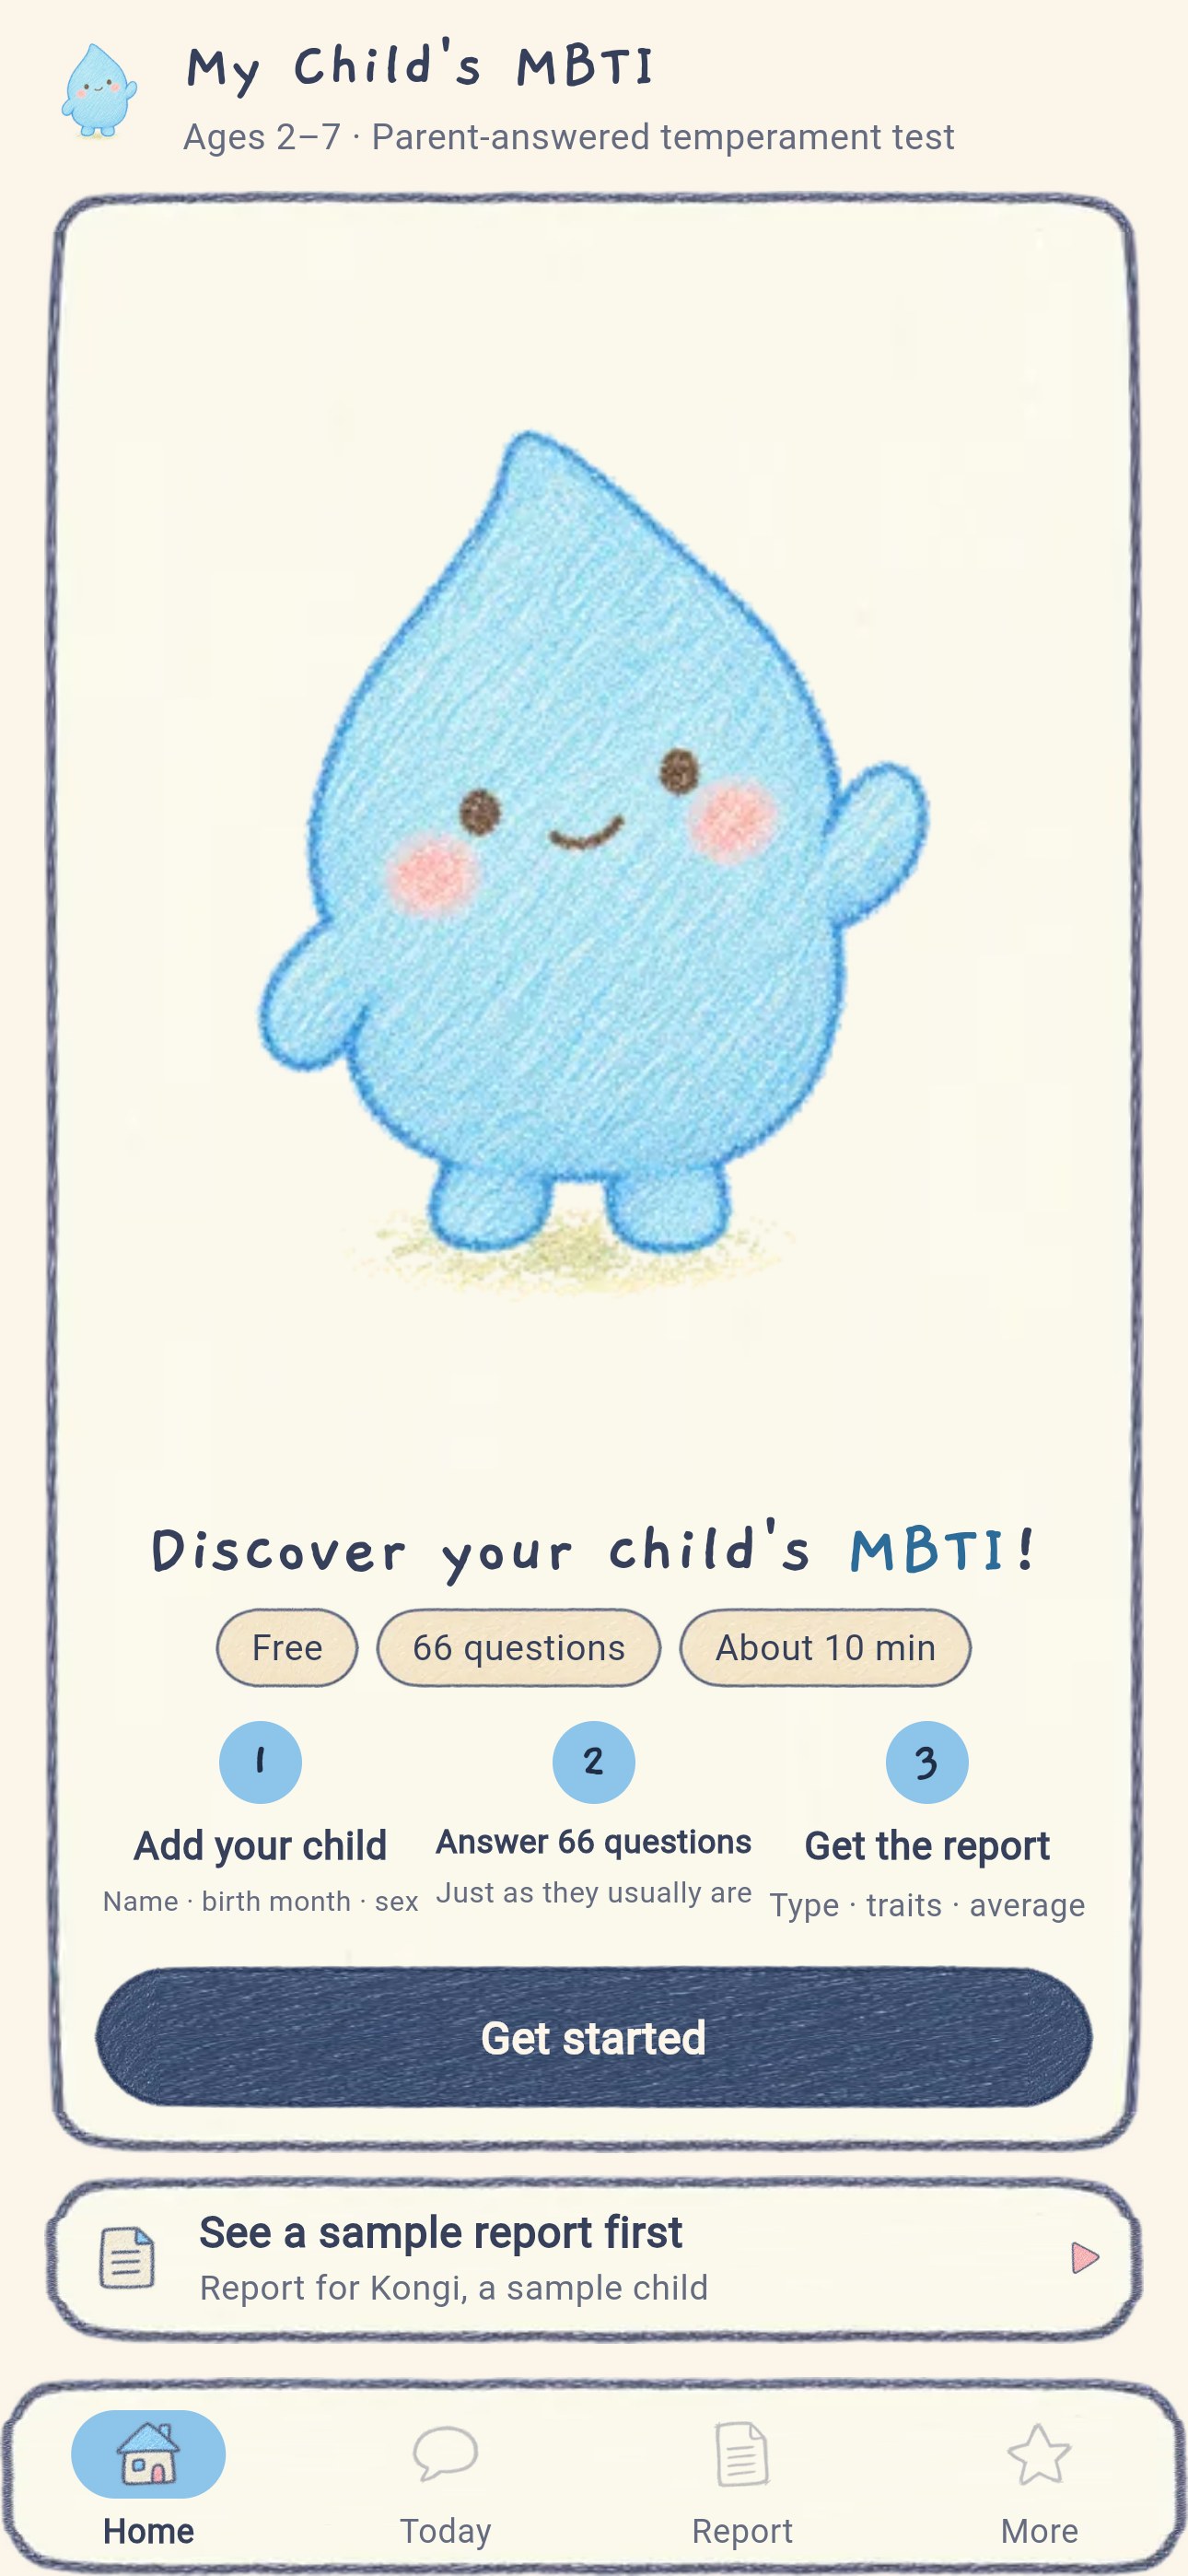 My Child's MBTI
Ages 2–7 · Parent-answered temperament test
Discover your child's MBTI!
Free
66 questions
About 10 min
1
2
3
Add your child
Answer 66 questions
Get the report
Name · birth month · sex
Just as they usually are
Type · traits · average
Get started
See a sample report first
Report for Kongi, a sample child
Home
Today
Report
More